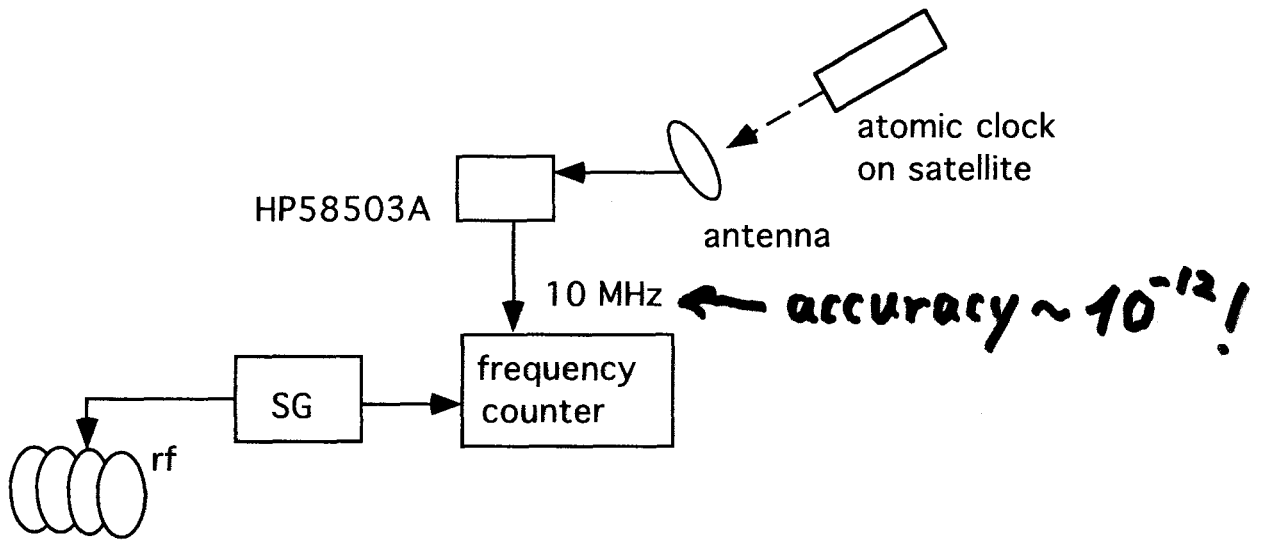 atomic clock
on satellite
HP58503A
antenna
10 MHz ← accuracy ~ 10⁻¹² !
frequency
counter
SG
rf